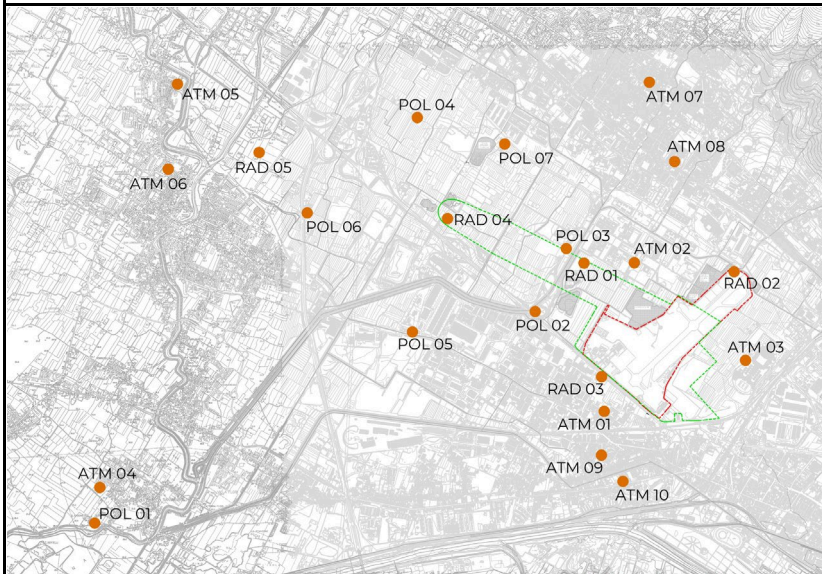 ATM 05
ATM 07
POL 04
POL 07
RAD 05
ATM 08
ATM 06
RAD 04
POL 06
POL 03
ATM 02
RAD 01
RAD 02
POL 02
POL 05
ATM 03
RAD 03
ATM 01
ATM 09
ATM 04
ATM 10
POL 01